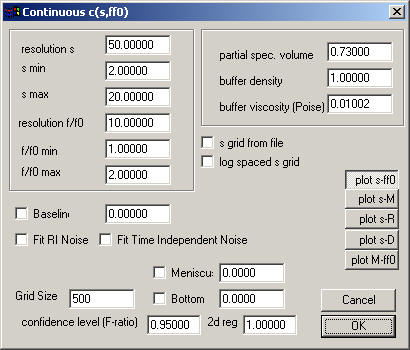 Continuous c(s,ff0)
resolution s 50.00000
s min 2.00000
s max 20.00000
resolution f/f0 10.00000
f/f0 min 1.00000
f/f0 max 2.00000
partial spec. volume 0.73000
buffer density 1.00000
buffer viscosity (Poise) 0.01002
s grid from file
log spaced s grid
plot s-ff0
plot s-M
plot s-R
plot s-D
plot M-ff0
Baseline 0.00000
Fit RI Noise Fit Time Independent Noise
Meniscu 0.0000
Grid Size 500 Bottom 0.0000
Cancel
confidence level (F-ratio) 0.95000 2d reg 1.00000
OK